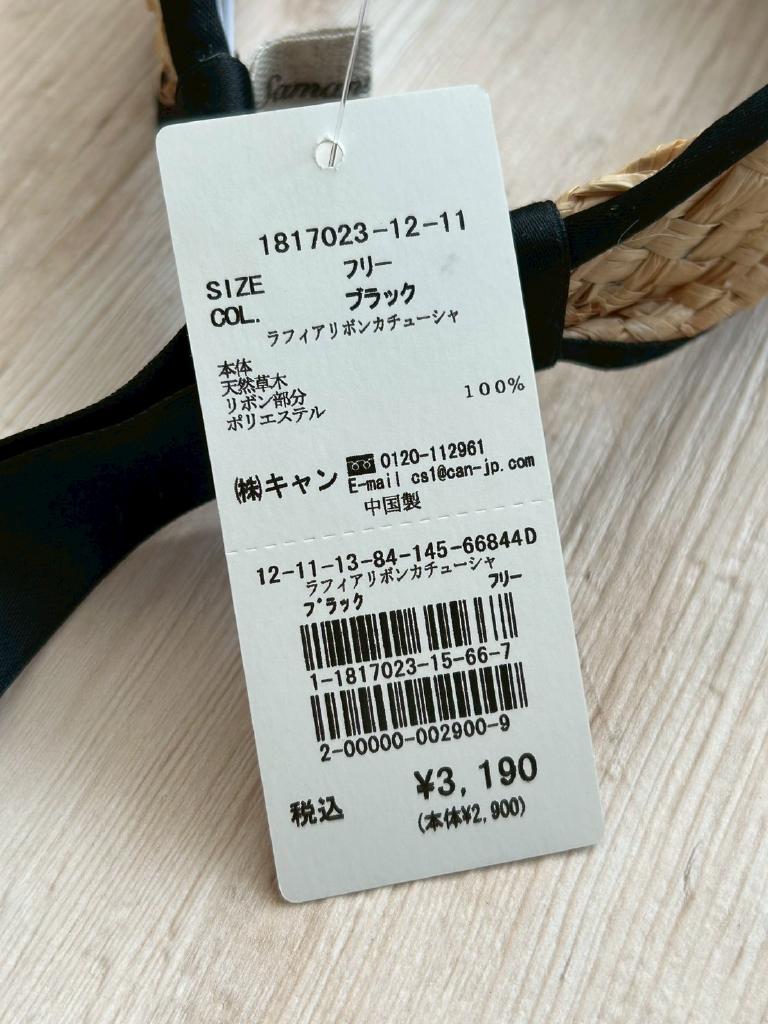 1817023-12-11
SIZE フリー
COL. ブラック
ラフィアリボンカチューシャ
本体
天然草木
リボン部分
ポリエステル 100%
㈱キャン 0120-112961
E-mail cs1@can-jp.com
中国製
12-11-13-84-145-66844D
ラフィアリボンカチューシャ
ブラック フリー
1-1817023-15-66-7
2-00000-002900-9
税込 ¥3,190
(本体¥2,900)